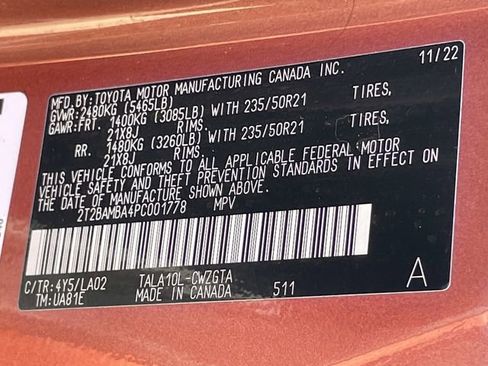 MFD.BY:TOYOTA MOTOR MANUFACTURING CANADA INC. 11/22
GVWR:2480KG (5465LB)
GAWR:FRT. 1400KG (3085LB) WITH 235/50R21 TIRES,
21X8J RIMS
RR. 1480KG (3260LB) WITH 235/50R21 TIRES,
21X8J RIMS
THIS VEHICLE CONFORMS TO ALL APPLICABLE FEDERAL MOTOR
VEHICLE SAFETY AND THEFT PREVENTION STANDARDS IN EFFECT ON
THE DATE OF MANUFACTURE SHOWN ABOVE.
2T2BAMBA4PC001778 MPV
C/TR:4Y5/LA02 TALA10L-CWZGTA A
TM:UA81E MADE IN CANADA 511